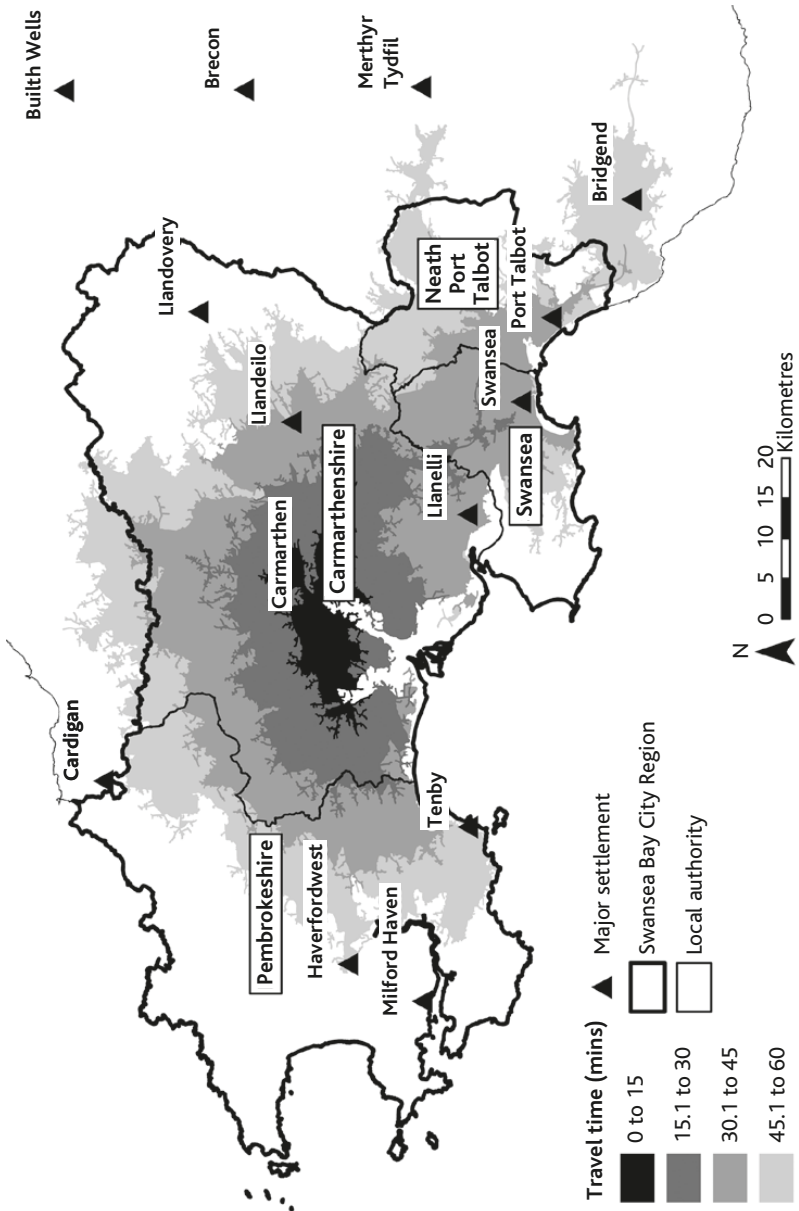 Builth Wells
Brecon
Merthyr
Tydfil
Llandovery
Llandeilo
Cardigan
Carmarthen
Carmarthenshire
Neath
Port
Talbot
Port Talbot
Bridgend
Swansea
Swansea
Llanelli
Pembrokeshire
Haverfordwest
Milford Haven
Tenby
Travel time (mins)
0 to 15
15.1 to 30
30.1 to 45
45.1 to 60
Major settlement
Swansea Bay City Region
Local authority
N
0 5 10 15 20
Kilometres